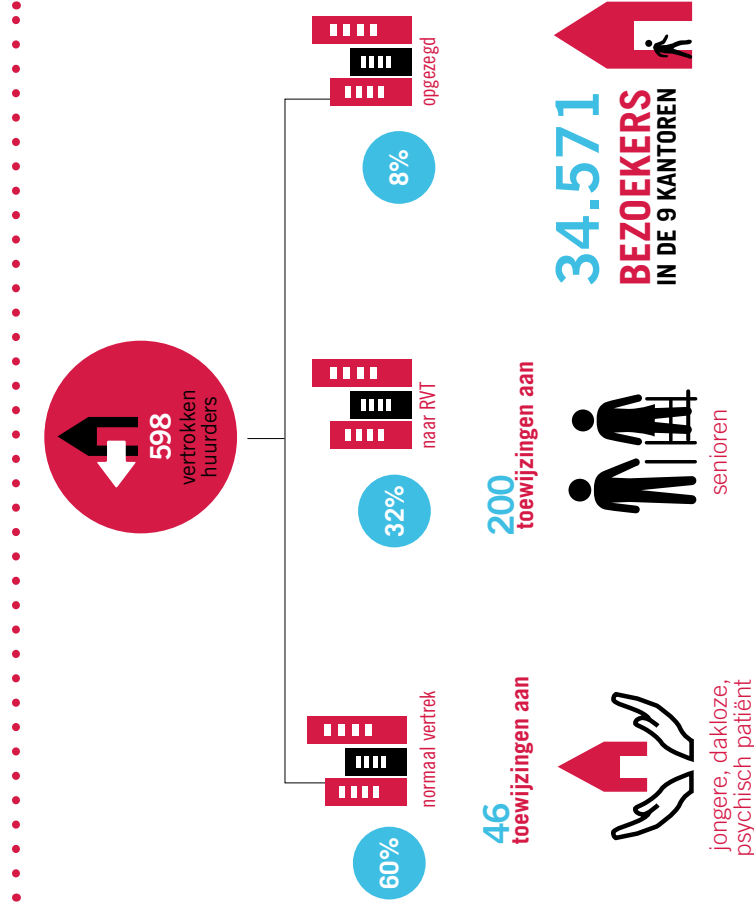 598
vertrokken
huurders
60%
normaal vertrek
32%
naar RVT
8%
opgezegd
46
toewijzingen aan
jongere, dakloze,
psychisch patiënt
200
toewijzingen aan
senioren
34.571
BEZOEKERS
IN DE 9 KANTOREN